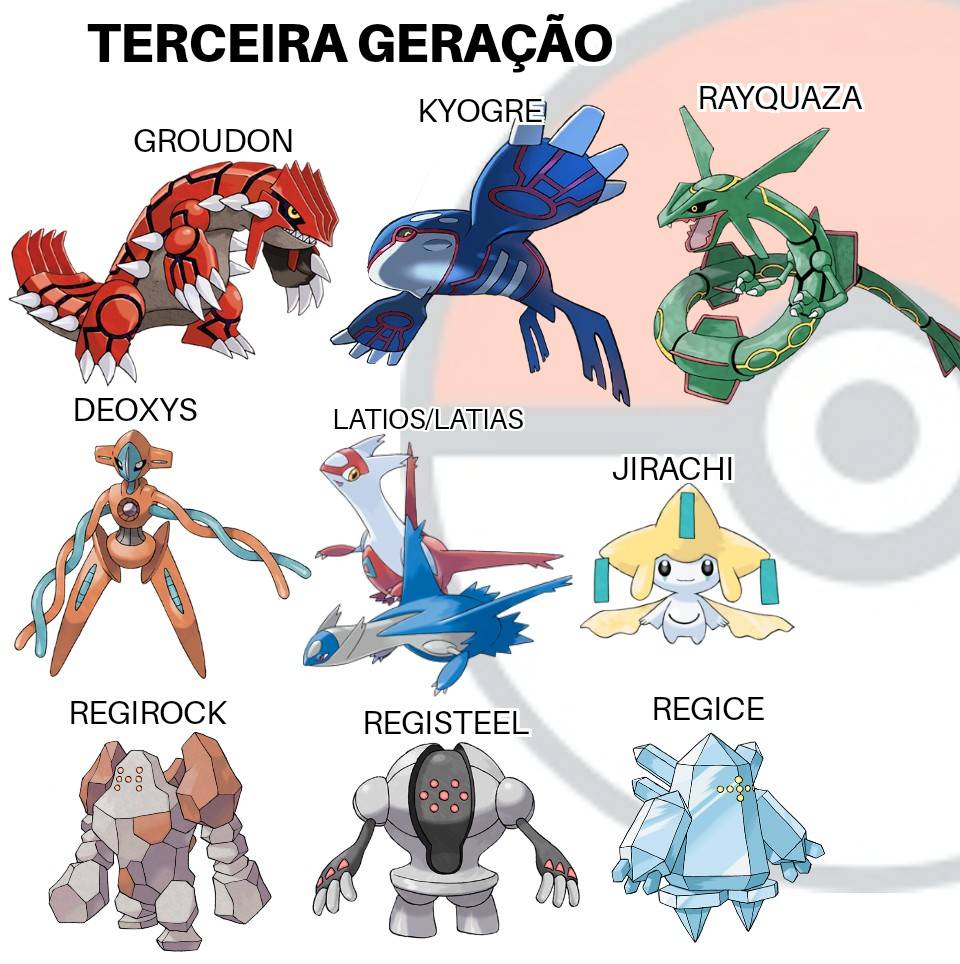 TERCEIRA GERAÇÃO
GROUDON
KYOGRE
RAYQUAZA
DEOXYS
LATIOS/LATIAS
JIRACHI
REGIROCK
REGISTEEL
REGICE